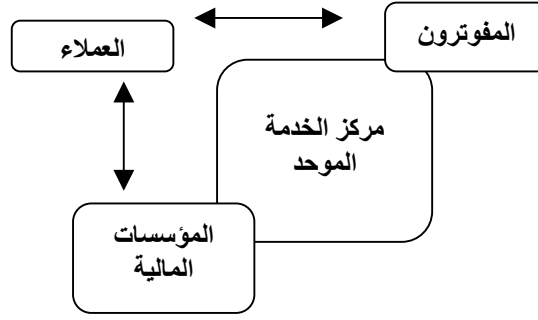 المفوترون
العملاء
مركز الخدمة
الموحد
المؤسسات
المالية